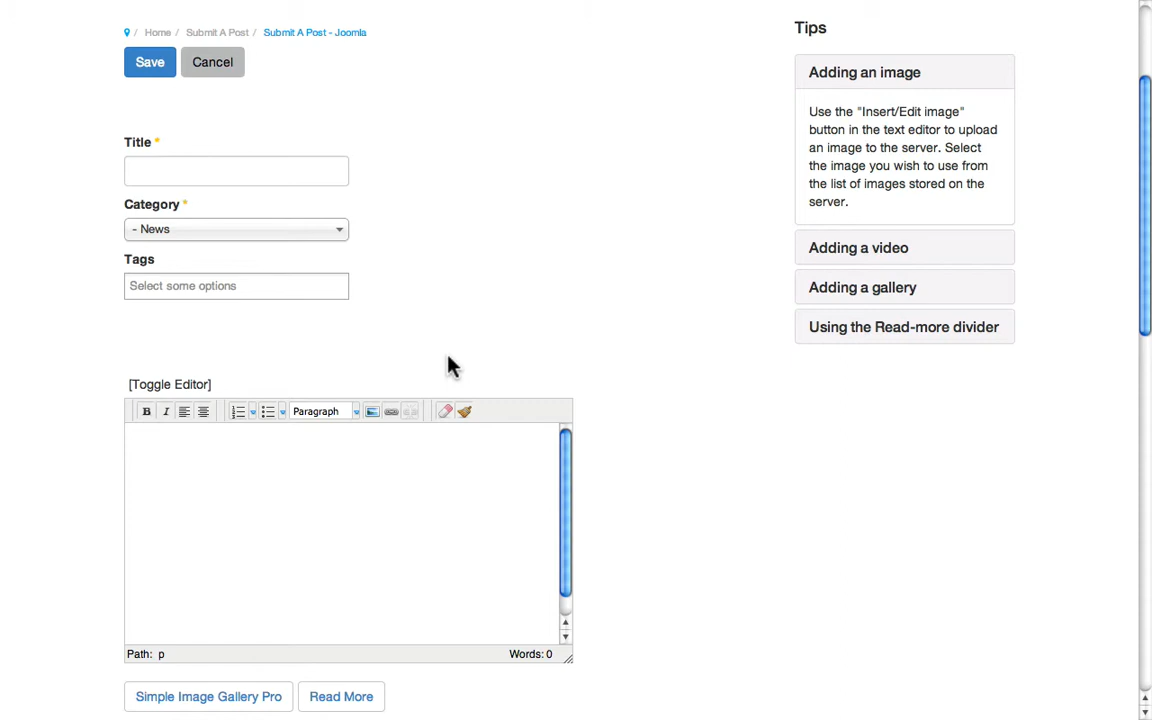 / Home / Submit A Post / Submit A Post - Joomla
Save Cancel
Title *
Category *
- News
Tags
Select some options
[Toggle Editor]
B I Paragraph
Path: p Words: 0
Simple Image Gallery Pro Read More
Tips
Adding an image
Use the "Insert/Edit image"
button in the text editor to upload
an image to the server. Select
the image you wish to use from
the list of images stored on the
server.
Adding a video
Adding a gallery
Using the Read-more divider